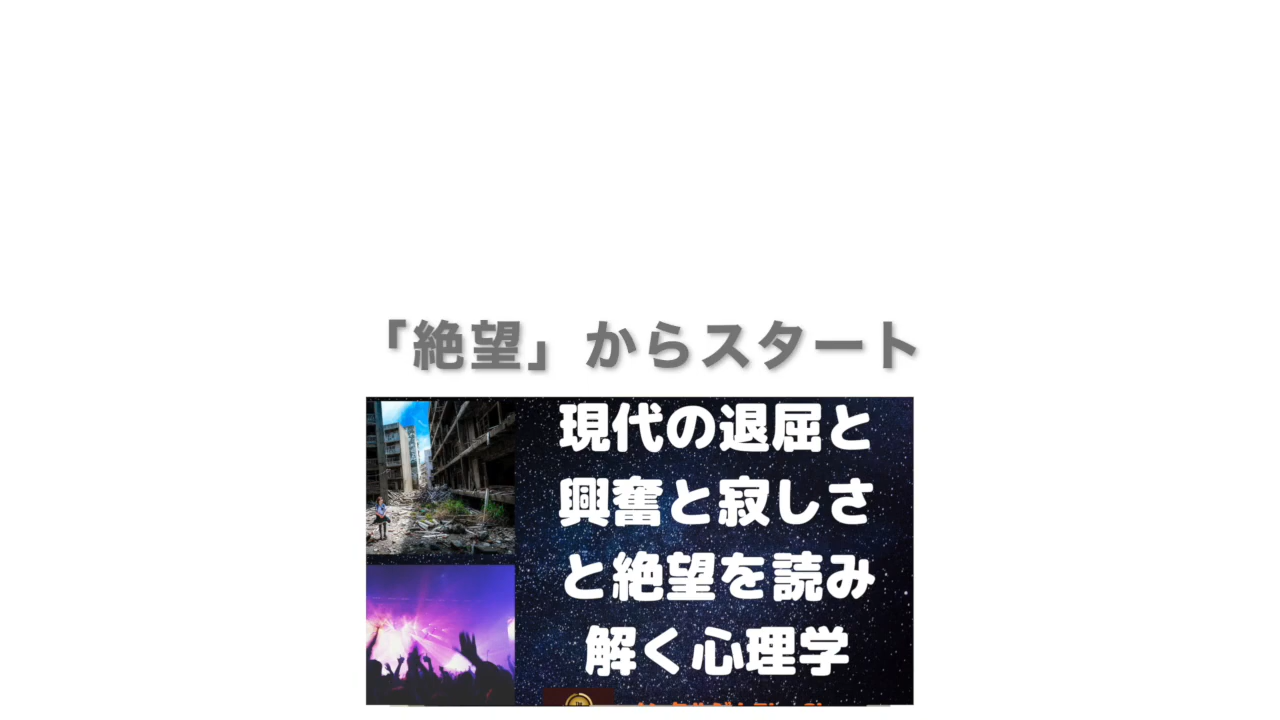 「絶望」からスタート
現代の退屈と
興奮と寂しさ
と絶望を読み
解く心理学